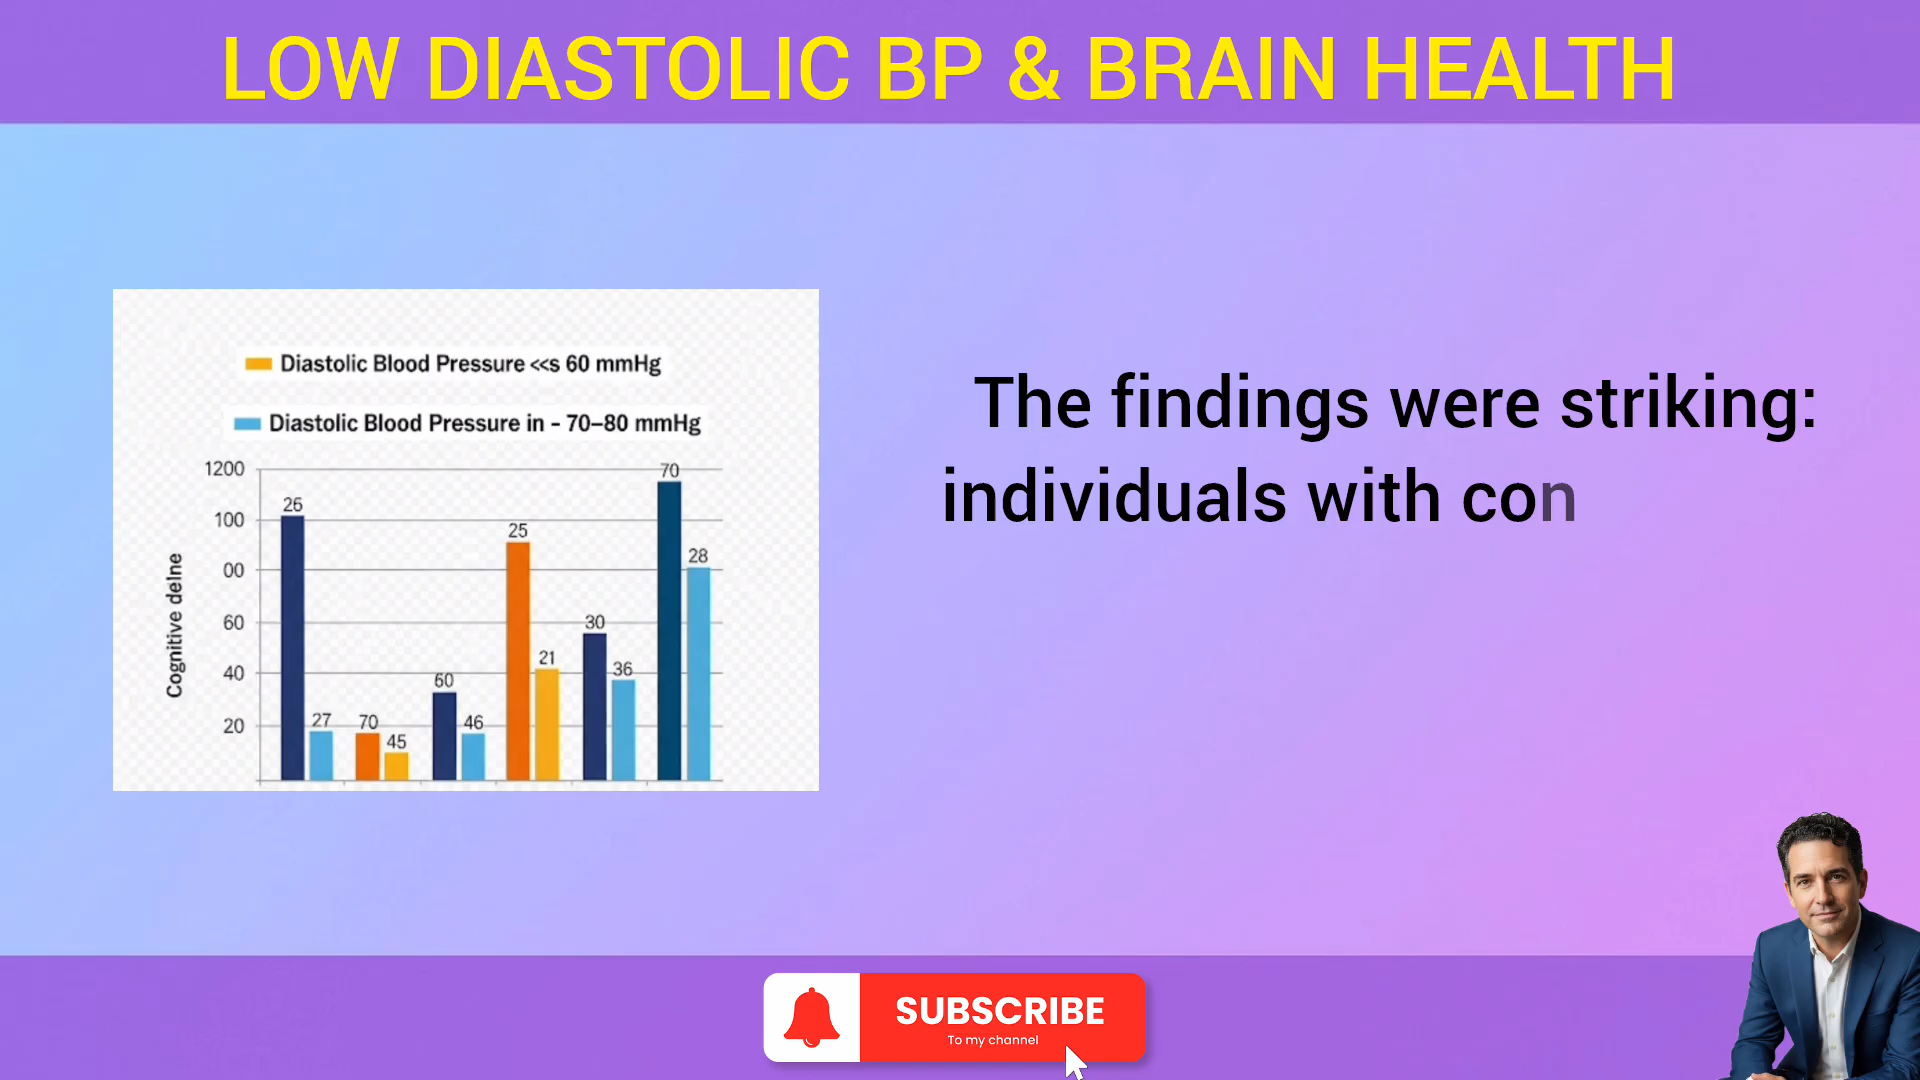 LOW DIASTOLIC BP & BRAIN HEALTH
Diastolic Blood Pressure <<s 60 mmHg
Diastolic Blood Pressure in - 70–80 mmHg
1200
100
00
60
40
20
Cognitive delne
26
27
70
45
60
46
25
21
30
36
70
28
The findings were striking:
individuals with con
SUBSCRIBE
To my channel